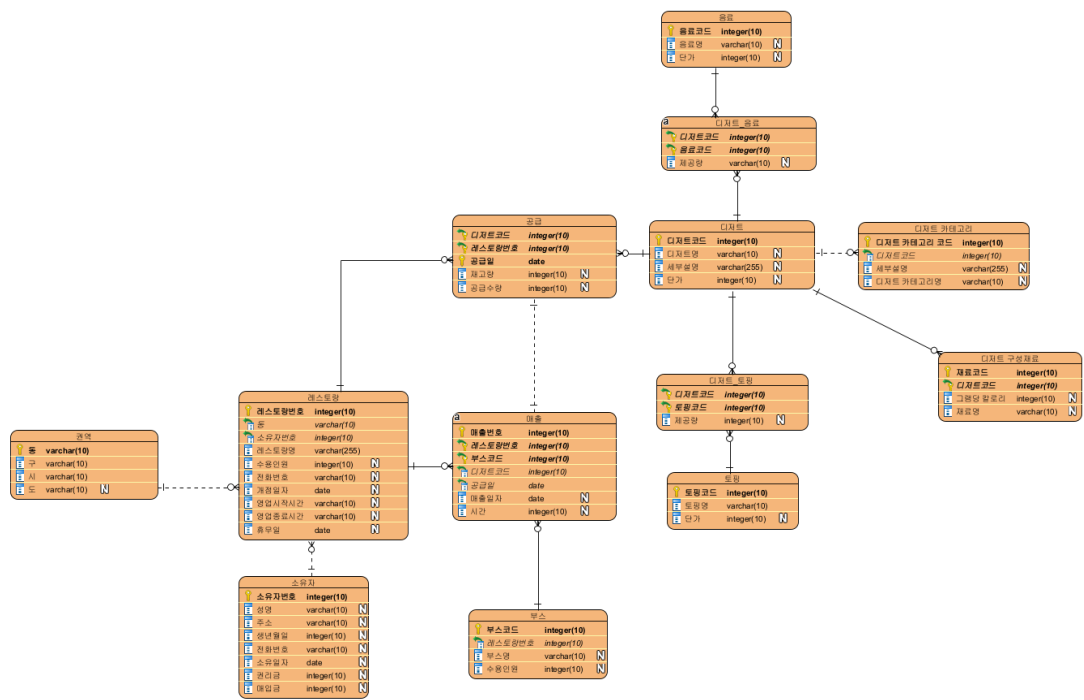 음료
음료코드 integer(10)
음료명 varchar(10) N
단가 integer(10) N
a 디저트_음료
디저트코드 integer(10)
음료코드 integer(10)
제공량 varchar(10) N
공급
디저트코드 integer(10)
레스토랑번호 integer(10)
공급일 date
재고량 integer(10) N
공급수량 integer(10) N
디저트
디저트코드 integer(10)
디저트명 varchar(10) N
세부설명 varchar(255) N
단가 integer(10) N
디저트 카테고리
디저트 카테고리 코드 integer(10)
디저트코드 integer(10)
세부설명 varchar(255) N
디저트 카테고리명 varchar(10) N
디저트 구성재료
재료코드 integer(10)
디저트코드 integer(10)
그램당 칼로리 integer(10) N
재료명 varchar(10) N
디저트_토핑
디저트코드 integer(10)
토핑코드 integer(10)
제공량 integer(10) N
레스토랑
레스토랑번호 integer(10)
동 varchar(10)
소유자번호 integer(10)
레스토랑명 varchar(255)
수용인원 integer(10) N
전화번호 varchar(10) N
개점일자 date N
영업시작시간 varchar(10) N
영업종료시간 varchar(10) N
휴무일 date N
a 매출
매출번호 integer(10)
레스토랑번호 integer(10)
부스코드 integer(10)
디저트코드 integer(10)
공급일 date
매출일자 date N
시간 integer(10) N
권역
동 varchar(10)
구 varchar(10)
시 varchar(10)
도 varchar(10) N
토핑
토핑코드 integer(10)
토핑명 varchar(10)
단가 integer(10) N
소유자
소유자번호 integer(10)
성명 varchar(10) N
주소 varchar(10) N
생년월일 integer(10) N
전화번호 varchar(10) N
소유일자 date N
권리금 integer(10) N
매입금 integer(10) N
부스
부스코드 integer(10)
레스토랑번호 integer(10)
부스명 varchar(10) N
수용인원 integer(10) N